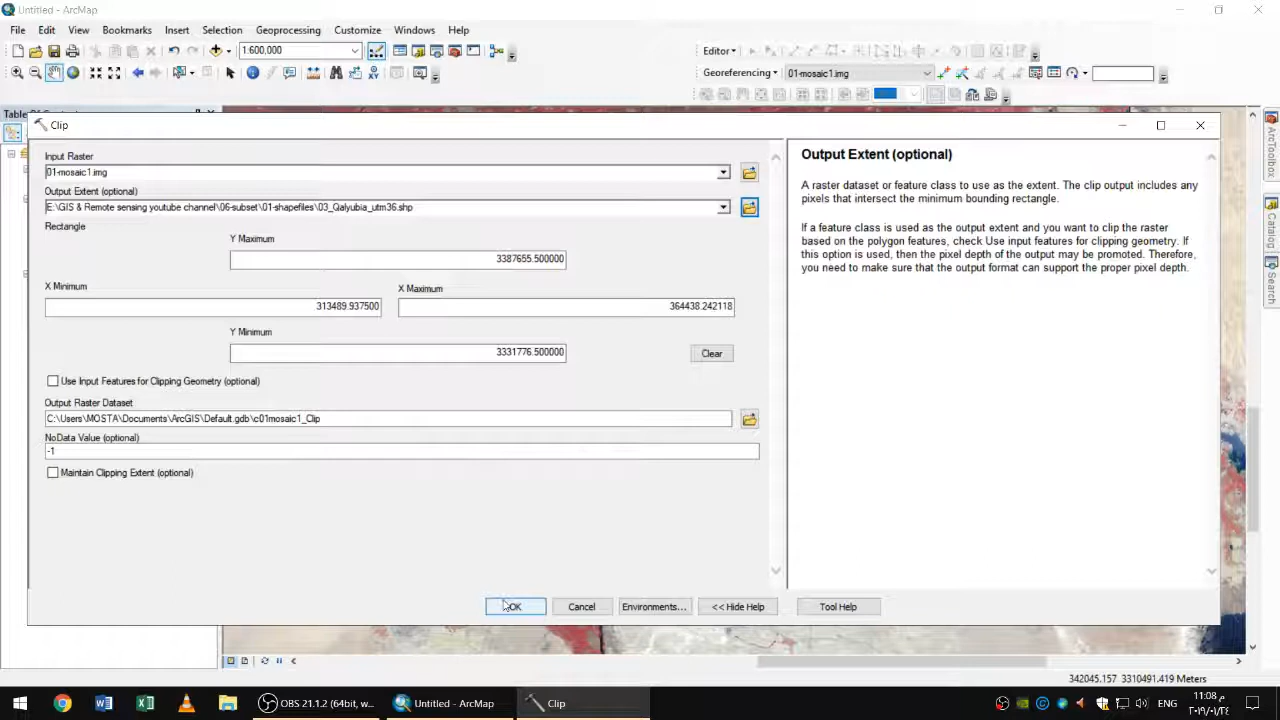 Untitled - ArcMap
File Edit View Bookmarks Insert Selection Geoprocessing Customize Windows Help
1:600,000
Editor
Georeferencing 01-mosaic1.img
Table
Clip
Input Raster
01-mosaic1.img
Output Extent (optional)
E:\GIS & Remote sensing youtube channel\06-subset\01-shapefiles\03_Qalyubia_utm36.shp
Rectangle
Y Maximum
3387655.500000
X Minimum
X Maximum
313489.937500
364438.242118
Y Minimum
3331776.500000
Clear
Use Input Features for Clipping Geometry (optional)
Output Raster Dataset
C:\Users\MOSTA\Documents\ArcGIS\Default.gdb\c01mosaic1_Clip
NoData Value (optional)
-1
Maintain Clipping Extent (optional)
OK
Cancel
Environments...
<< Hide Help
Tool Help
Output Extent (optional)
A raster dataset or feature class to use as the extent. The clip output includes any
pixels that intersect the minimum bounding rectangle.
If a feature class is used as the output extent and you want to clip the raster
based on the polygon features, check Use input features for clipping geometry. If
this option is used, then the pixel depth of the output may be promoted. Therefore,
you need to make sure that the output format can support the proper pixel depth.
ArcToolbox
Catalog
Search
342045.157 3310491.419 Meters
OBS 21.1.2 (64bit, w...
Untitled - ArcMap
Clip
ENG
11:08 م